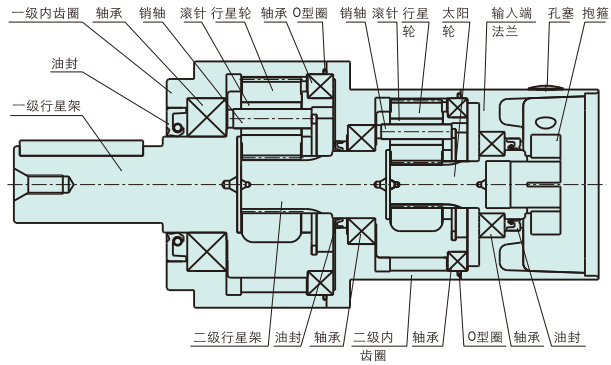 一级内齿圈 轴承 销轴 滚针 行星轮 轴承 O型圈 销轴 滚针 行星轮 太阳轮 输入端法兰 孔塞 抱箍
油封
一级行星架
二级行星架 油封 轴承 二级内齿圈 轴承 O型圈 轴承 油封